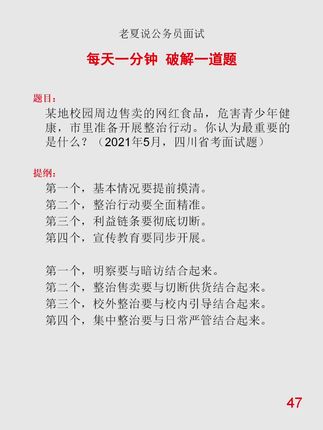 老夏说公务员面试
每天一分钟 破解一道题
题目：
某地校园周边售卖的网红食品，危害青少年健
康，市里准备开展整治行动。你认为最重要的
是什么？（2021年5月，四川省考面试题）
提纲：
第一个，基本情况要提前摸清。
第二个，整治行动要全面精准。
第三个，利益链条要彻底切断。
第四个，宣传教育要同步开展。
第一个，明察要与暗访结合起来。
第二个，整治售卖要与切断供货结合起来。
第三个，校外整治要与校内引导结合起来。
第四个，集中整治要与日常严管结合起来。
47